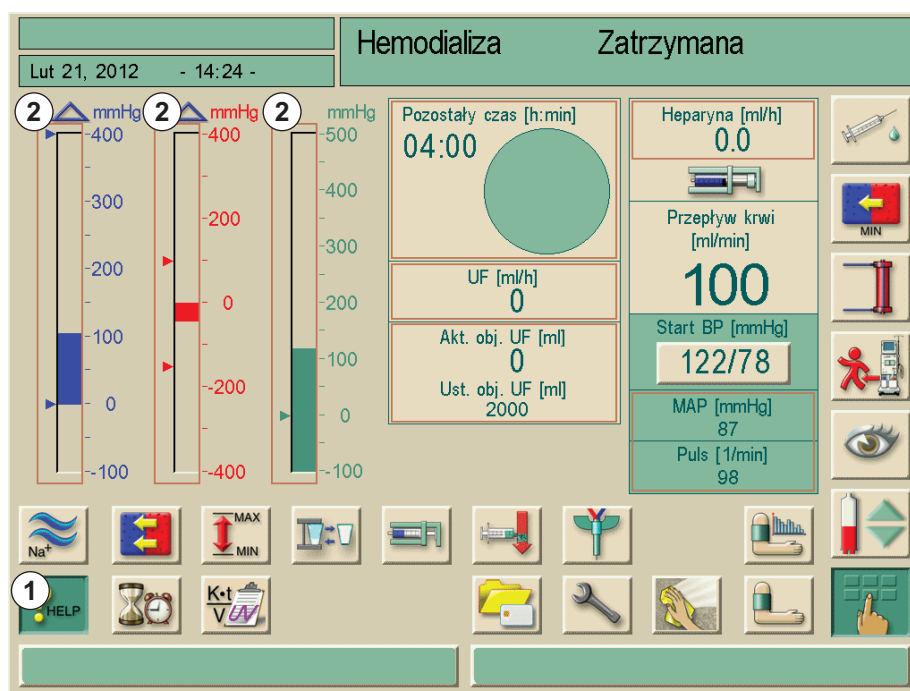 Hemodializa Zatrzymana
Lut 21, 2012 - 14:24 -
2 mmHg 2 mmHg 2 mmHg
400
300
200
100
0
-100
400
200
0
-200
-400
500
400
300
200
100
0
-100
Pozostały czas [h:min]
04:00
UF [ml/h]
0
Akt. obj. UF [ml]
0
Ust. obj. UF [ml]
2000
Heparyna [ml/h]
0.0
Przepływ krwi
[ml/min]
100
Start BP [mmHg]
122/78
MAP [mmHg]
87
Puls [1/min]
98
MIN
Na+
MAX
MIN
1
HELP
K•t
V